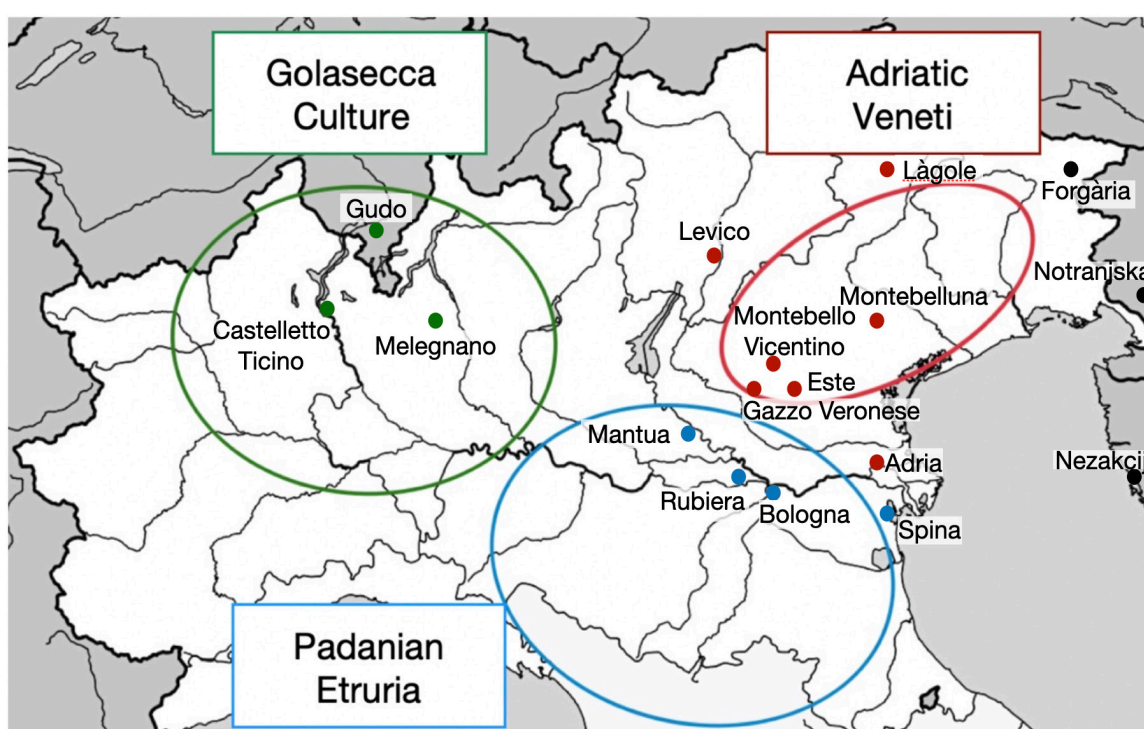 Golasecca
Culture
Adriatic
Veneti
Làgole
Forgària
Gudo
Levico
Notranjska
Montebelluna
Castelletto
Ticino
Melegnano
Montebello
Vicentino
Este
Gazzo Veronese
Mantua
Adria
Nezakcij
Rubiera
Bologna
Spina
Padanian
Etruria